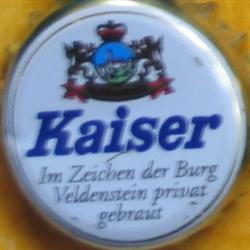 Kaiser
Im Zeichen der Burg
Veldenstein privat
gebraut